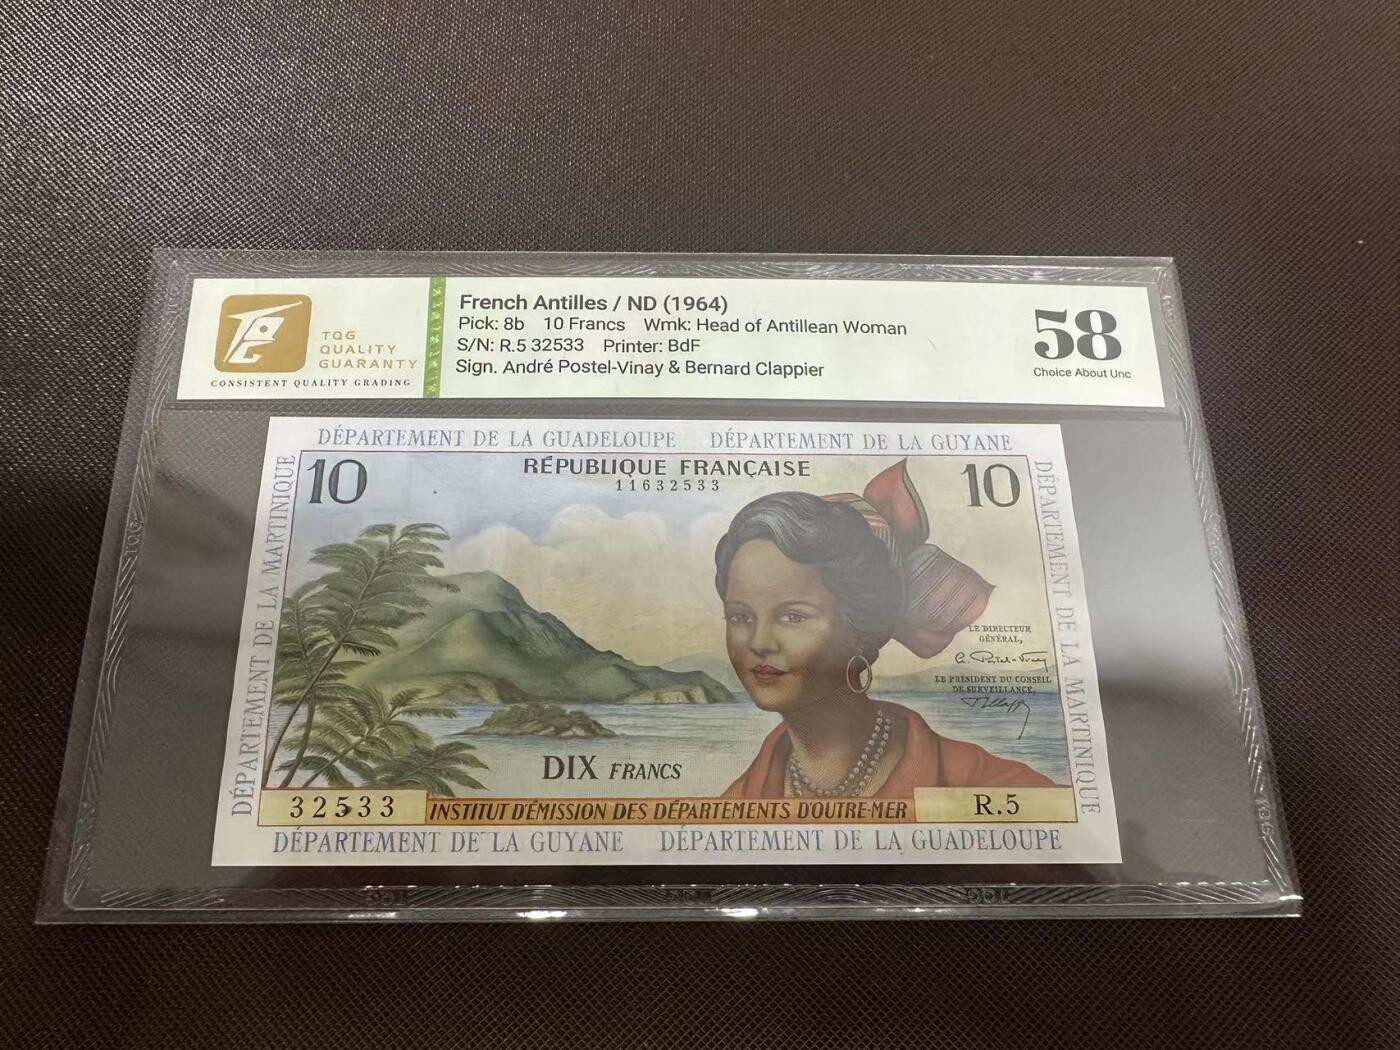 TQG
QUALITY
GUARANTY
CONSISTENT QUALITY GRADING
French Antilles / ND (1964)
Pick: 8b 10 Francs Wmk: Head of Antillean Woman
S/N: R.5 32533 Printer: BdF
Sign. André Postel-Vinay & Bernard Clappier
58
Choice About Unc
DÉPARTEMENT DE LA GUADELOUPE DÉPARTEMENT DE LA GUYANE
DÉPARTEMENT DE LA MARTINIQUE
10
RÉPUBLIQUE FRANÇAISE
11632533
10
DÉPARTEMENT DE LA MARTINIQUE
LE DIRECTEUR
GÉNÉRAL,
LE PRÉSIDENT DU CONSEIL
DE SURVEILLANCE,
DIX FRANCS
32533
INSTITUT D'ÉMISSION DES DÉPARTEMENTS D'OUTRE-MER
R.5
DÉPARTEMENT DE LA GUYANE DÉPARTEMENT DE LA GUADELOUPE